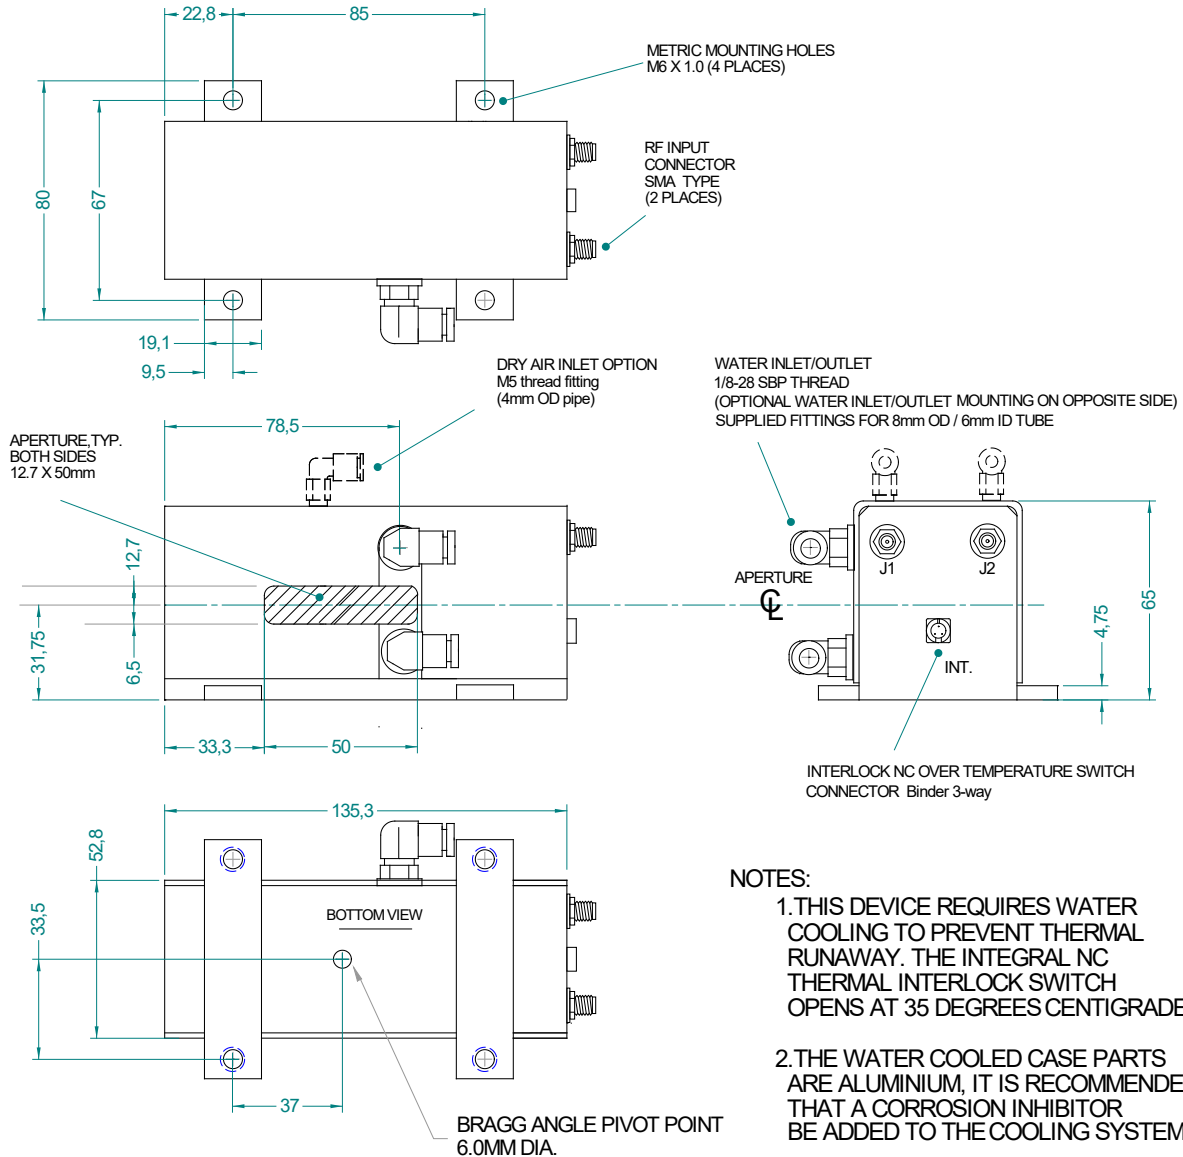 22,8
85
METRIC MOUNTING HOLES
M6 X 1.0 (4 PLACES)
RF INPUT
CONNECTOR
SMA TYPE
(2 PLACES)
80
67
19,1
9,5
DRY AIR INLET OPTION
M5 thread fitting
(4mm OD pipe)
WATER INLET/OUTLET
1/8-28 SBP THREAD
(OPTIONAL WATER INLET/OUTLET MOUNTING ON OPPOSITE SIDE)
SUPPLIED FITTINGS FOR 8mm OD / 6mm ID TUBE
78,5
APERTURE,TYP.
BOTH SIDES
12.7 X 50mm
12,7
31,75
6,5
33,3
50
APERTURE
℄
J1
J2
INT.
4,75
65
INTERLOCK NC OVER TEMPERATURE SWITCH
CONNECTOR Binder 3-way
135,3
52,8
33,5
BOTTOM VIEW
37
BRAGG ANGLE PIVOT POINT
6.0MM DIA.
NOTES:
1.THIS DEVICE REQUIRES WATER
COOLING TO PREVENT THERMAL
RUNAWAY. THE INTEGRAL NC
THERMAL INTERLOCK SWITCH
OPENS AT 35 DEGREES CENTIGRADE
2.THE WATER COOLED CASE PARTS
ARE ALUMINIUM, IT IS RECOMMENDE
THAT A CORROSION INHIBITOR
BE ADDED TO THE COOLING SYSTEM